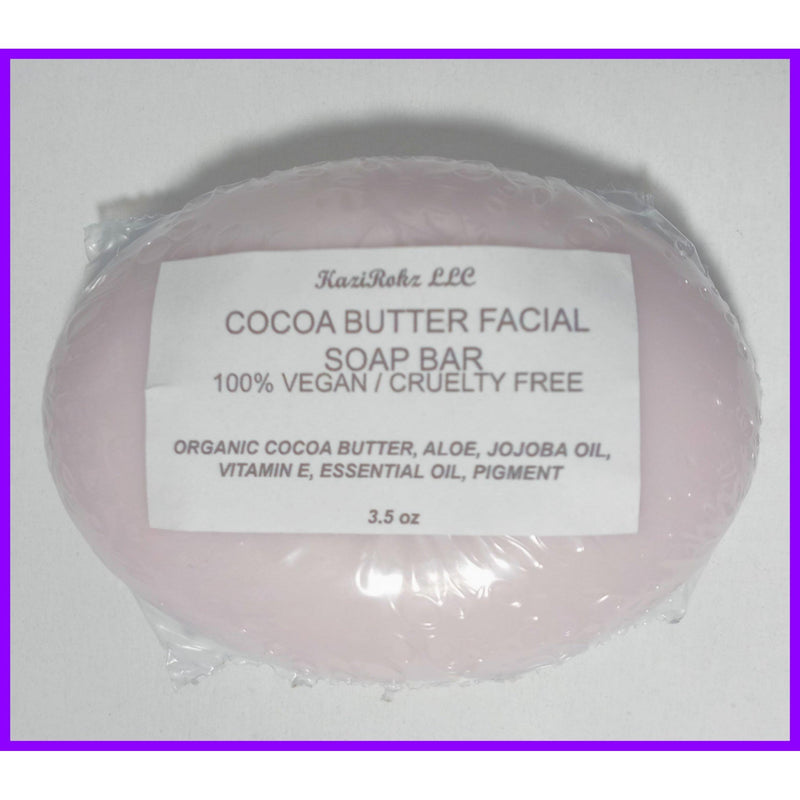 KaziRokz LLC
COCOA BUTTER FACIAL
SOAP BAR
100% VEGAN / CRUELTY FREE
ORGANIC COCOA BUTTER, ALOE, JOJOBA OIL,
VITAMIN E, ESSENTIAL OIL, PIGMENT
3.5 oz